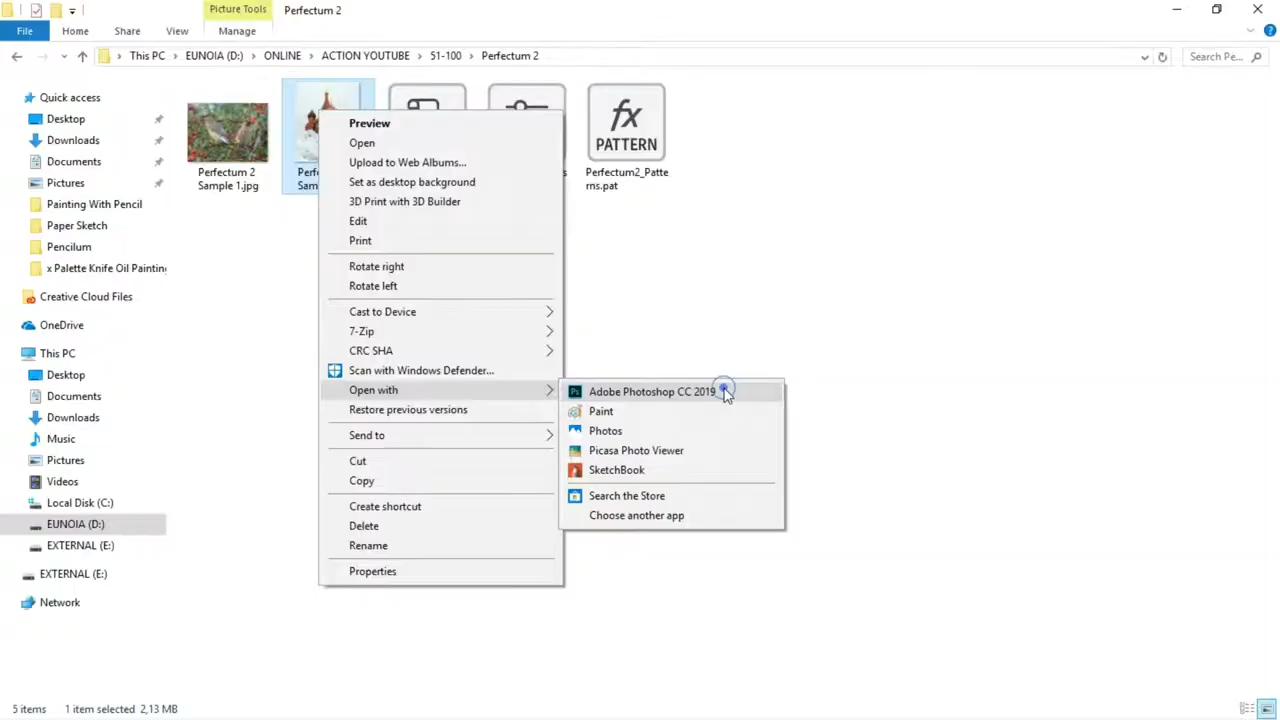 Picture Tools
Perfectum 2
File
Home
Share
View
Manage
This PC
EUNOIA (D:)
ONLINE
ACTION YOUTUBE
51-100
Perfectum 2
Search Pe...
Quick access
Desktop
Downloads
Documents
Pictures
Painting With Pencil
Paper Sketch
Pencilum
x Palette Knife Oil Painting
Creative Cloud Files
OneDrive
This PC
Desktop
Documents
Downloads
Music
Pictures
Videos
Local Disk (C:)
EUNOIA (D:)
EXTERNAL (E:)
EXTERNAL (E:)
Network
Perfectum 2
Sample 1.jpg
fx
PATTERN
Perfectum2_Patte
rns.pat
Preview
Open
Upload to Web Albums...
Set as desktop background
3D Print with 3D Builder
Edit
Print
Rotate right
Rotate left
Cast to Device
7-Zip
CRC SHA
Scan with Windows Defender...
Open with
Restore previous versions
Send to
Cut
Copy
Create shortcut
Delete
Rename
Properties
Ps Adobe Photoshop CC 2019
Paint
Photos
Picasa Photo Viewer
SketchBook
Search the Store
Choose another app
5 items
1 item selected 2,13 MB